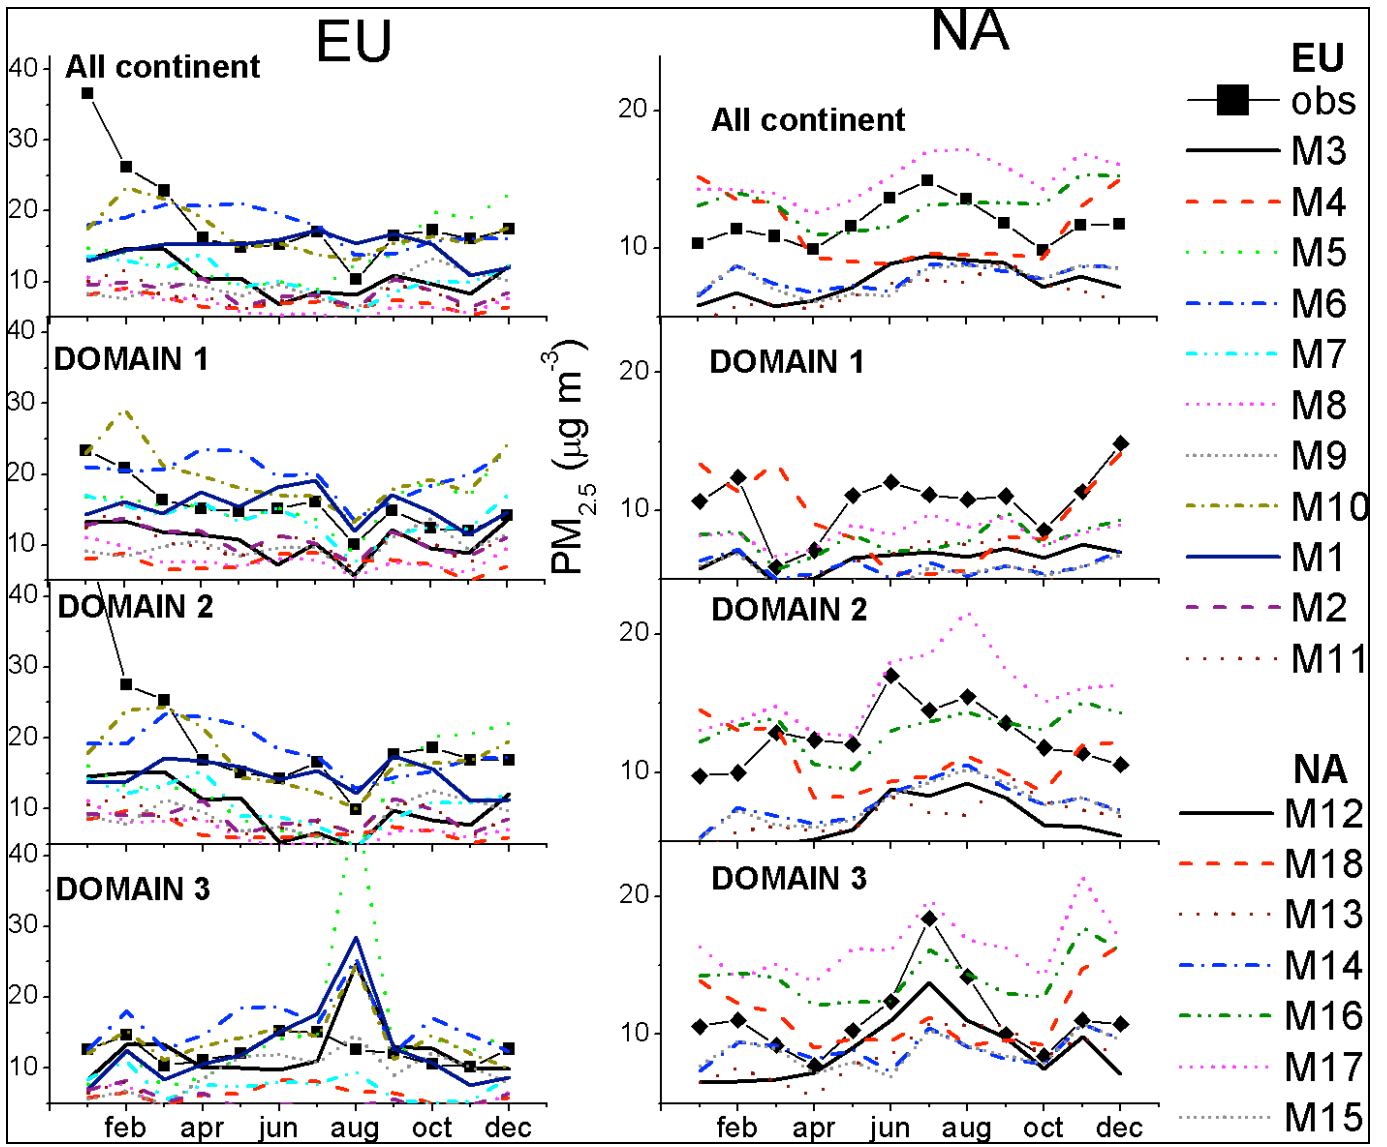 EU
NA
All continent
40
30
20
10
All continent
20
10
DOMAIN 1
40
30
20
10
PM2.5 (µg m-3)
DOMAIN 1
20
10
DOMAIN 2
40
30
20
10
DOMAIN 2
20
10
DOMAIN 3
40
30
20
10
feb apr jun aug oct dec
DOMAIN 3
20
10
feb apr jun aug oct dec
EU
obs
M3
M4
M5
M6
M7
M8
M9
M10
M1
M2
M11
NA
M12
M18
M13
M14
M16
M17
M15